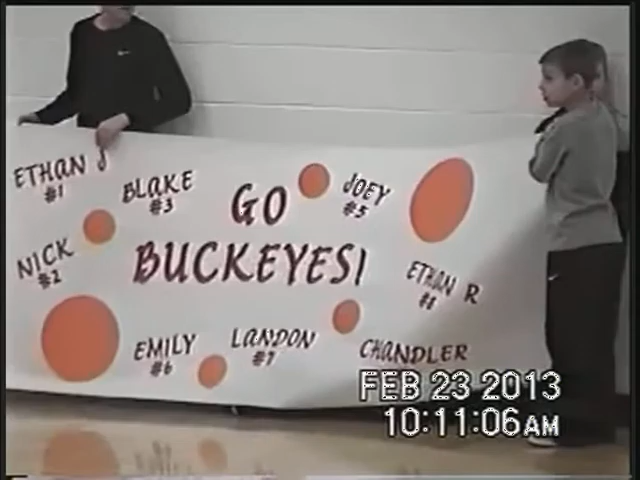 ETHAN J
#1
BLAKE
#3
GO
JOEY
#5
NICK
#2
BUCKEYES!
ETHAN R
#8
EMILY
#6
LANDON
#7
CHANDLER
FEB 23 2013
10:11:06AM